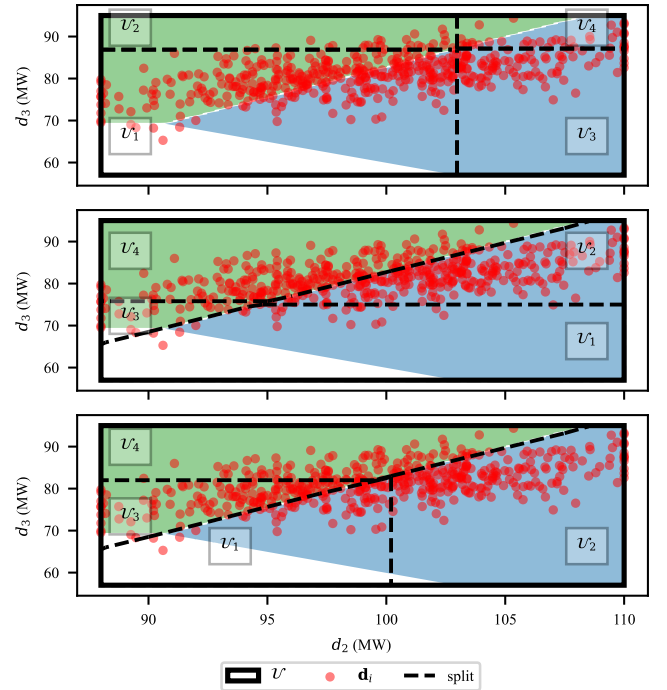 𝒰₂
𝒰₄
90
80
d₃ (MW)
70
𝒰₁
𝒰₃
60
90
𝒰₄
𝒰₂
80
d₃ (MW)
𝒰₃
70
𝒰₁
60
90
𝒰₄
80
d₃ (MW)
𝒰₃
70
𝒰₁
𝒰₂
60
90 95 100 105 110
d₂ (MW)
𝒰 𝐝ᵢ split